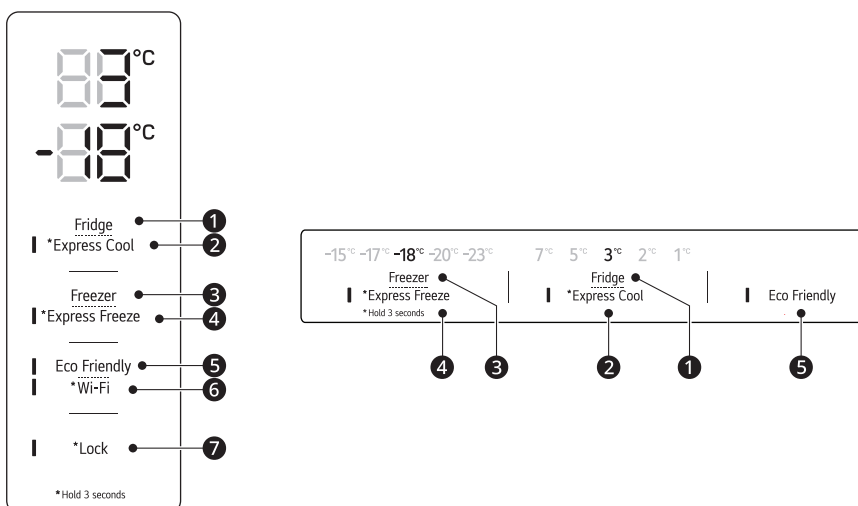 3 °C
-18 °C
Fridge
*Express Cool
Freezer
*Express Freeze
Eco Friendly
*Wi-Fi
*Lock
*Hold 3 seconds
1
2
3
4
5
6
7
-15°C -17°C -18°C -20°C -23°C
Freezer
*Express Freeze
*Hold 3 seconds
7°C 5°C 3°C 2°C 1°C
Fridge
*Express Cool
Eco Friendly
4 3 2 1 5